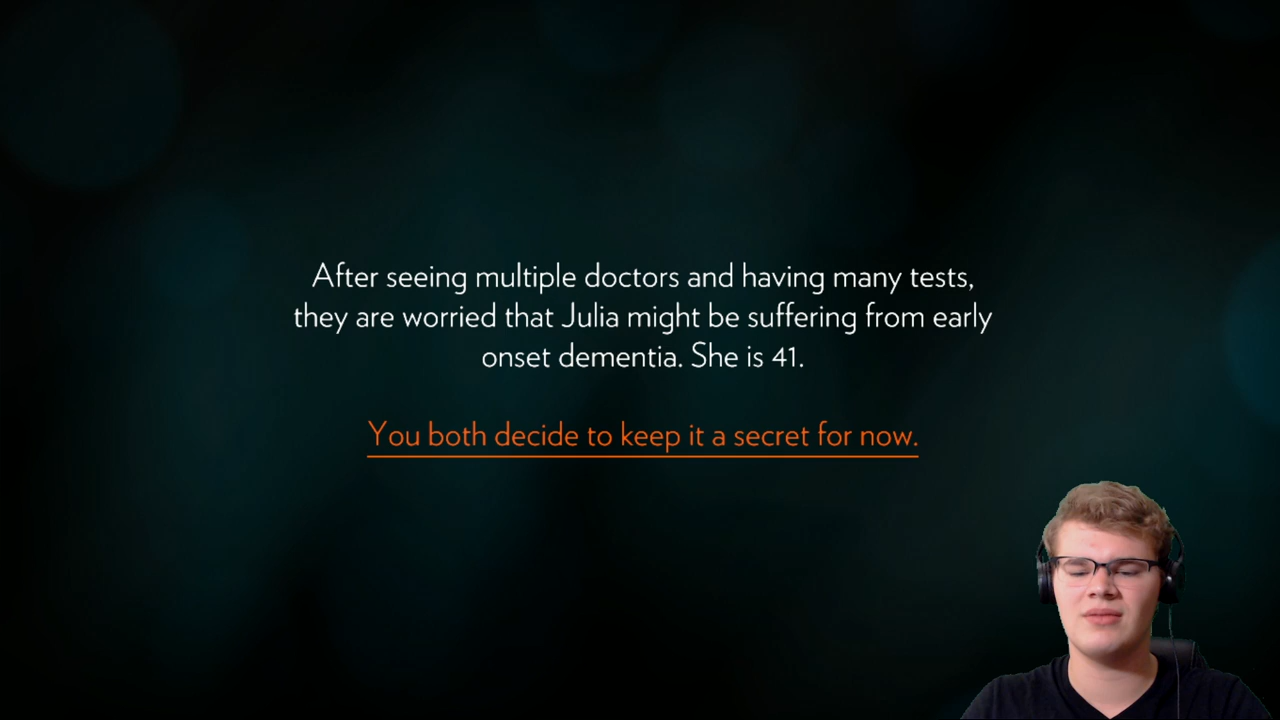 After seeing multiple doctors and having many tests,
they are worried that Julia might be suffering from early
onset dementia. She is 41.
You both decide to keep it a secret for now.